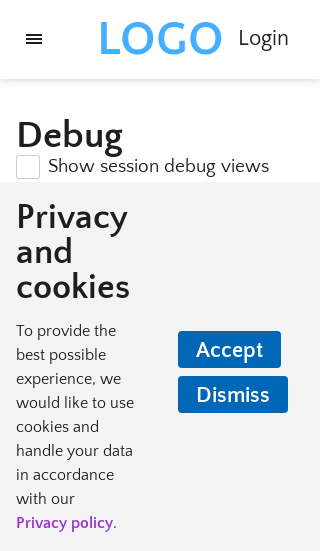 LOGO Login
Debug
Show session debug views
Privacy
and
cookies
To provide the
best possible
experience, we
would like to use
cookies and
handle your data
in accordance
with our
Privacy policy.
Accept
Dismiss